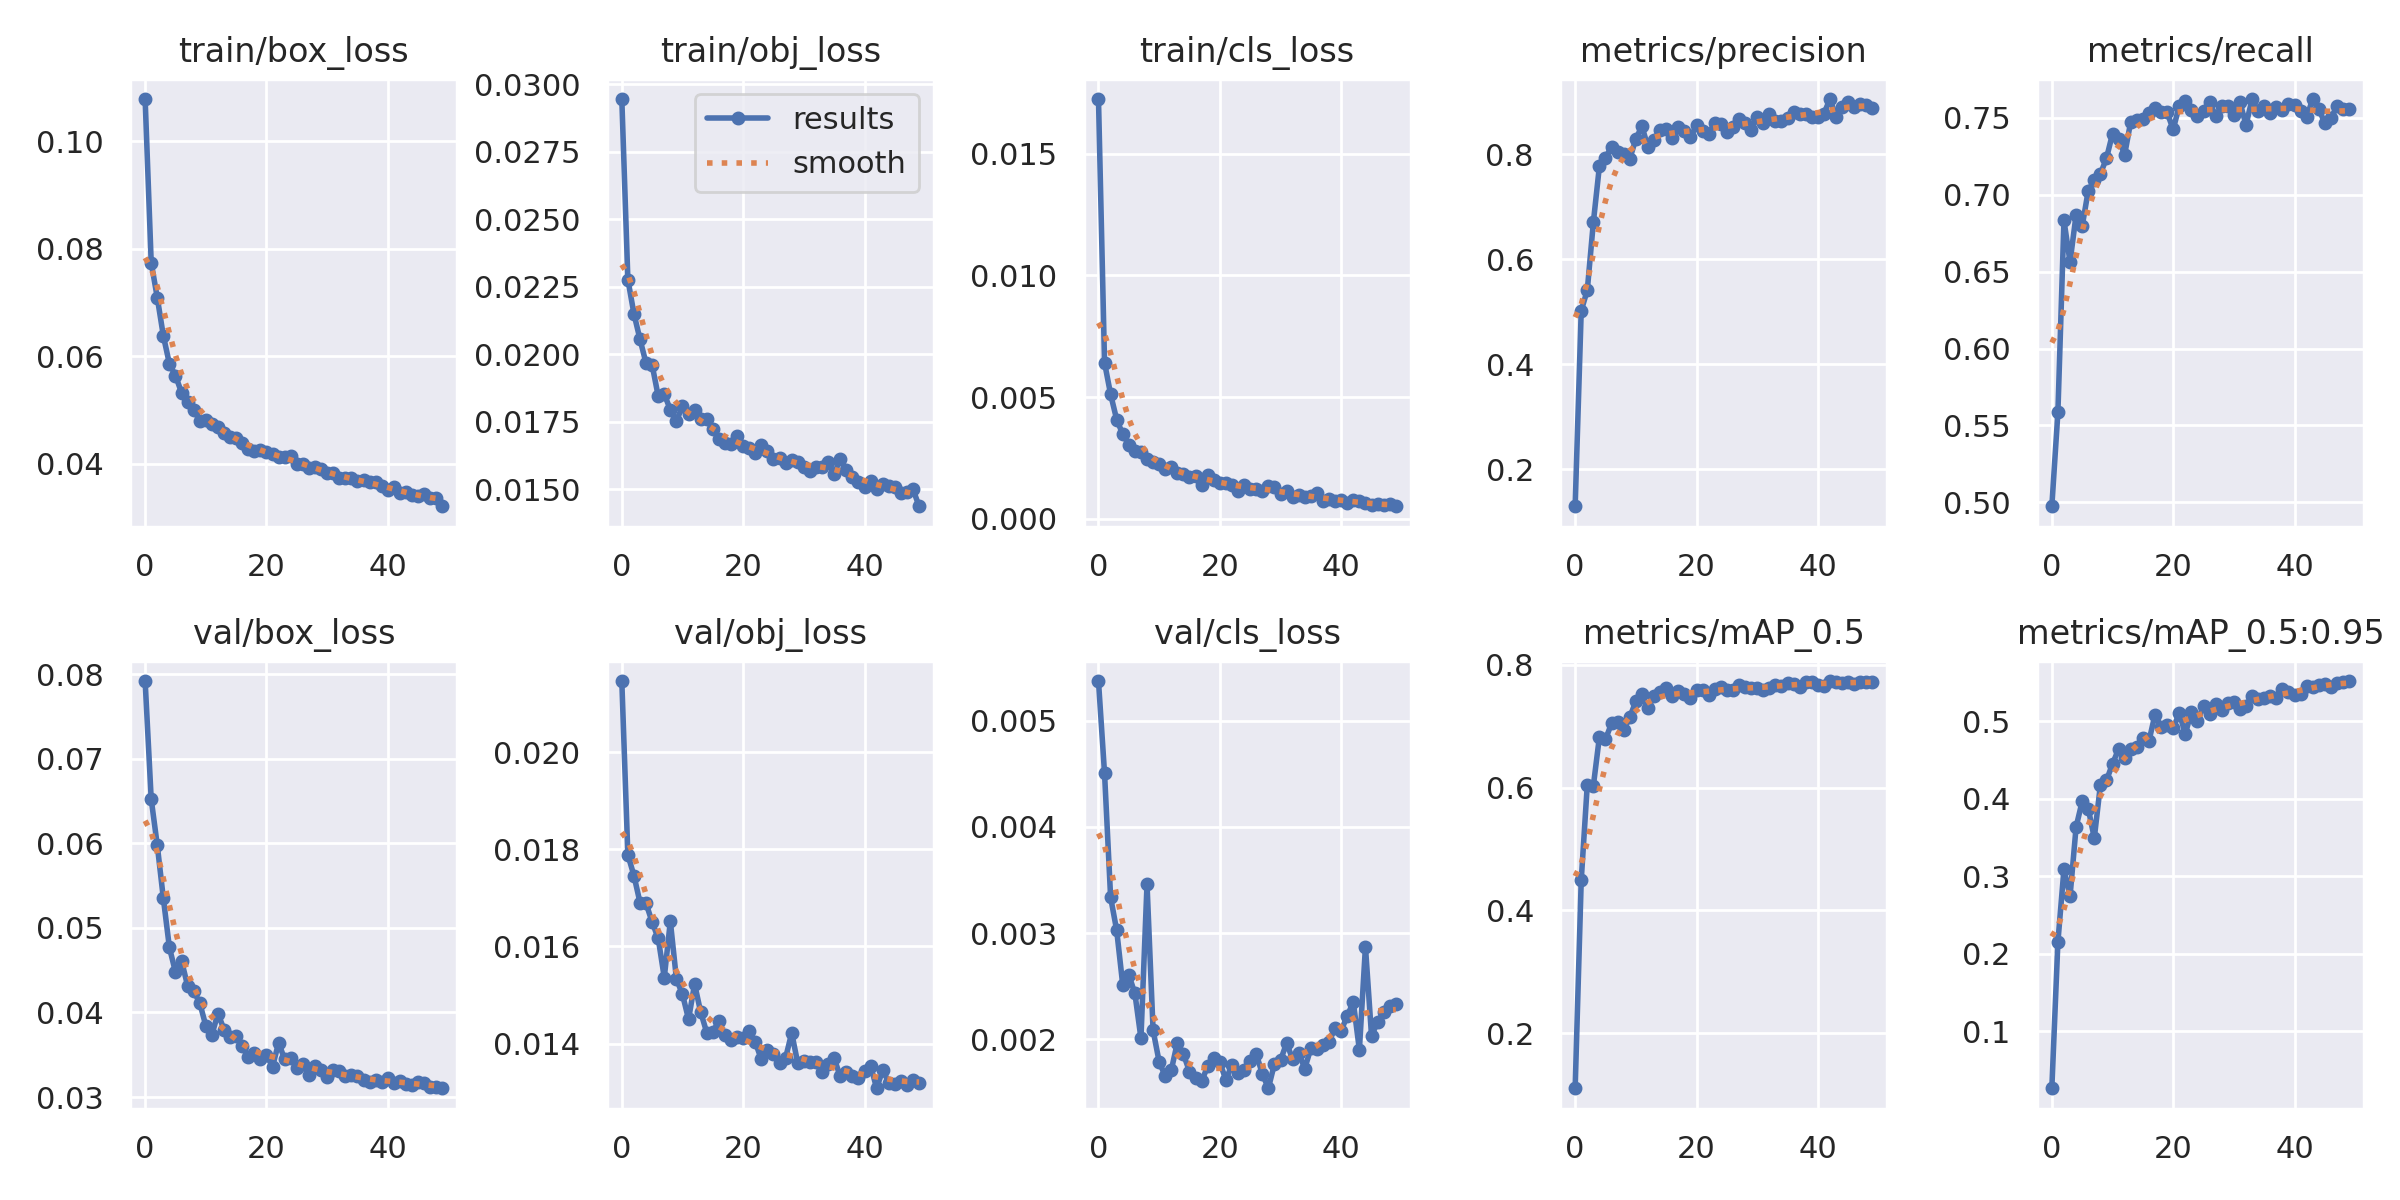 train/box_loss
0.10
0.08
0.06
0.04
0 20 40
train/obj_loss
results
smooth
0.0300
0.0275
0.0250
0.0225
0.0200
0.0175
0.0150
0 20 40
train/cls_loss
0.015
0.010
0.005
0.000
0 20 40
metrics/precision
0.8
0.6
0.4
0.2
0 20 40
metrics/recall
0.75
0.70
0.65
0.60
0.55
0.50
0 20 40
val/box_loss
0.08
0.07
0.06
0.05
0.04
0.03
0 20 40
val/obj_loss
0.020
0.018
0.016
0.014
0 20 40
val/cls_loss
0.005
0.004
0.003
0.002
0 20 40
metrics/mAP_0.5
0.8
0.6
0.4
0.2
0 20 40
metrics/mAP_0.5:0.95
0.5
0.4
0.3
0.2
0.1
0 20 40